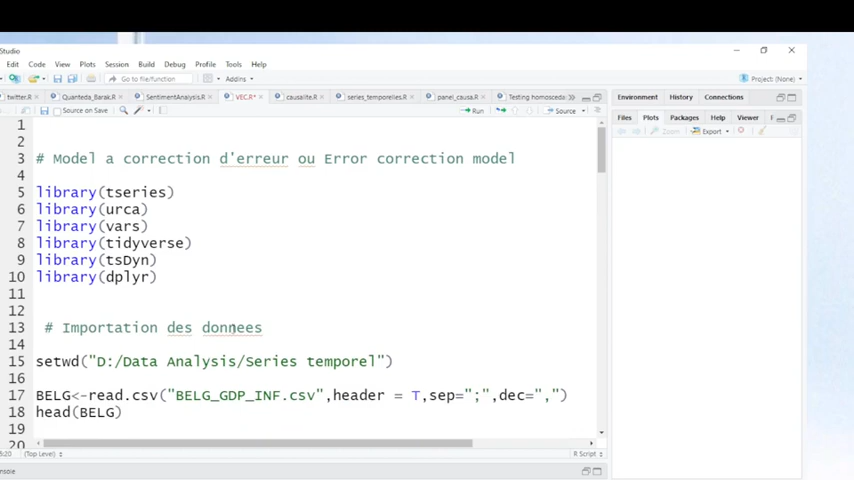 Studio
Edit Code View Plots Session Build Debug Profile Tools Help
Go to file/function Addins Project: (None)
twitter.R Quanteda_Barak.R SentimentAnalysis.R VEC.R* causalite.R series_temporelles.R panel_causa.R Testing homosceda
Source on Save Run Source
Environment History Connections
Files Plots Packages Help Viewer
Zoom Export
1
2
3 # Model a correction d'erreur ou Error correction model
4
5 library(tseries)
6 library(urca)
7 library(vars)
8 library(tidyverse)
9 library(tsDyn)
10 library(dplyr)
11
12
13 # Importation des donnees
14
15 setwd("D:/Data Analysis/Series temporel")
16
17 BELG<-read.csv("BELG_GDP_INF.csv",header = T,sep=";",dec=",")
18 head(BELG)
19
20
5:20 (Top Level) R Script
nsole